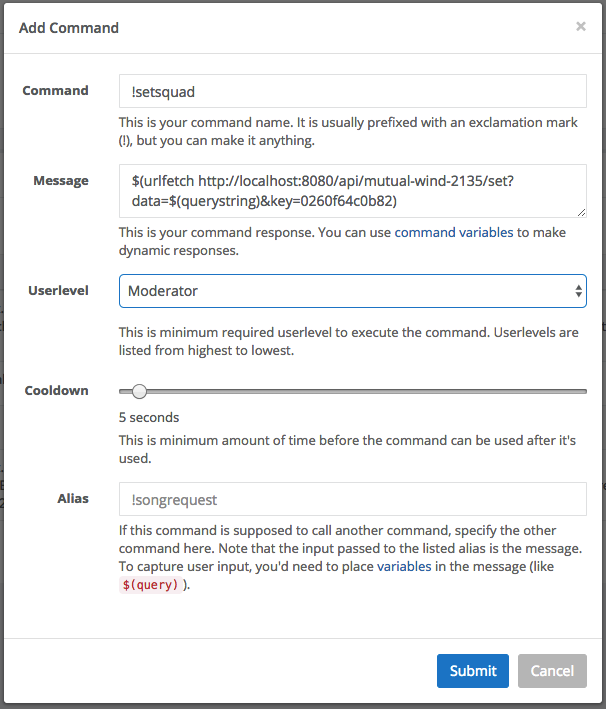 Add Command
×
Command
!setsquad
This is your command name. It is usually prefixed with an exclamation mark
(!), but you can make it anything.
Message
$(urlfetch http://localhost:8080/api/mutual-wind-2135/set?
data=$(querystring)&key=0260f64c0b82)
This is your command response. You can use command variables to make
dynamic responses.
Userlevel
Moderator
This is minimum required userlevel to execute the command. Userlevels are
listed from highest to lowest.
Cooldown
5 seconds
This is minimum amount of time before the command can be used after it's
used.
Alias
!songrequest
If this command is supposed to call another command, specify the other
command here. Note that the input passed to the listed alias is the message.
To capture user input, you'd need to place variables in the message (like
$(query) ).
Submit
Cancel